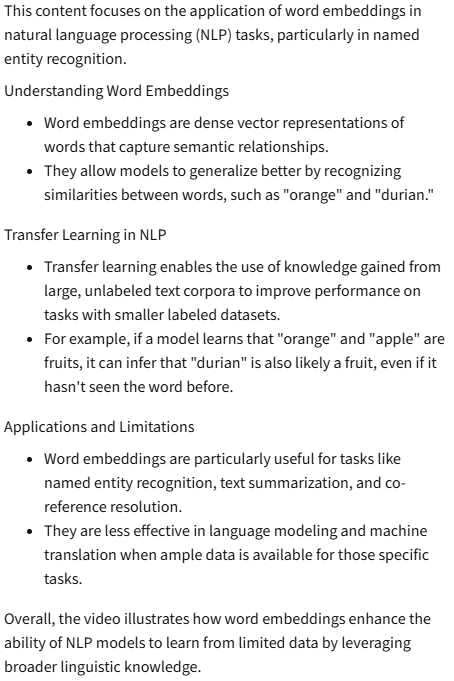 This content focuses on the application of word embeddings in
natural language processing (NLP) tasks, particularly in named
entity recognition.
Understanding Word Embeddings
• Word embeddings are dense vector representations of
words that capture semantic relationships.
• They allow models to generalize better by recognizing
similarities between words, such as "orange" and "durian."
Transfer Learning in NLP
• Transfer learning enables the use of knowledge gained from
large, unlabeled text corpora to improve performance on
tasks with smaller labeled datasets.
• For example, if a model learns that "orange" and "apple" are
fruits, it can infer that "durian" is also likely a fruit, even if it
hasn't seen the word before.
Applications and Limitations
• Word embeddings are particularly useful for tasks like
named entity recognition, text summarization, and co-
reference resolution.
• They are less effective in language modeling and machine
translation when ample data is available for those specific
tasks.
Overall, the video illustrates how word embeddings enhance the
ability of NLP models to learn from limited data by leveraging
broader linguistic knowledge.